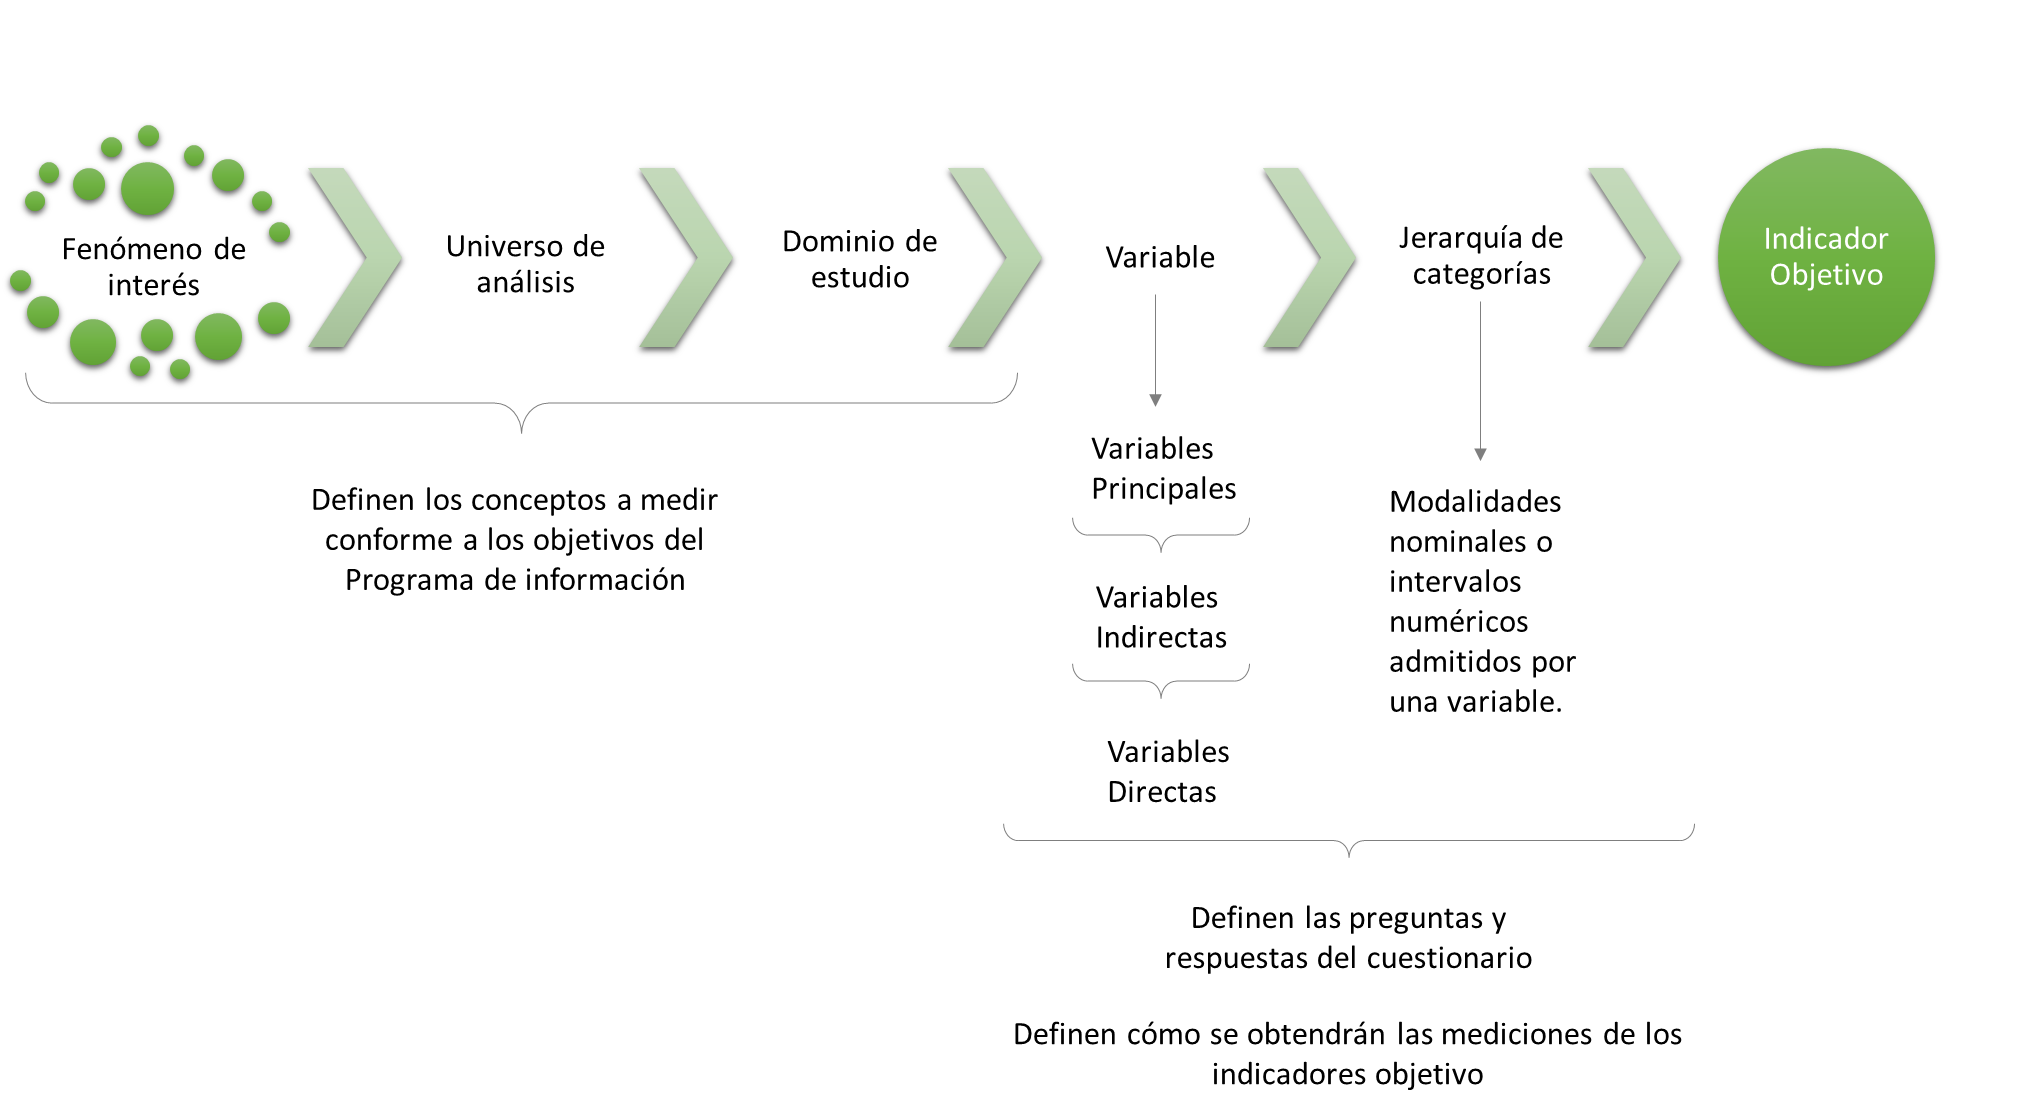 Fenómeno de
interés
Universo de
análisis
Dominio de
estudio
Variable
Jerarquía de
categorías
Indicador
Objetivo
Definen los conceptos a medir
conforme a los objetivos del
Programa de información
Variables
Principales
Variables
Indirectas
Variables
Directas
Modalidades
nominales o
intervalos
numéricos
admitidos por
una variable.
Definen las preguntas y
respuestas del cuestionario
Definen cómo se obtendrán las mediciones de los
indicadores objetivo